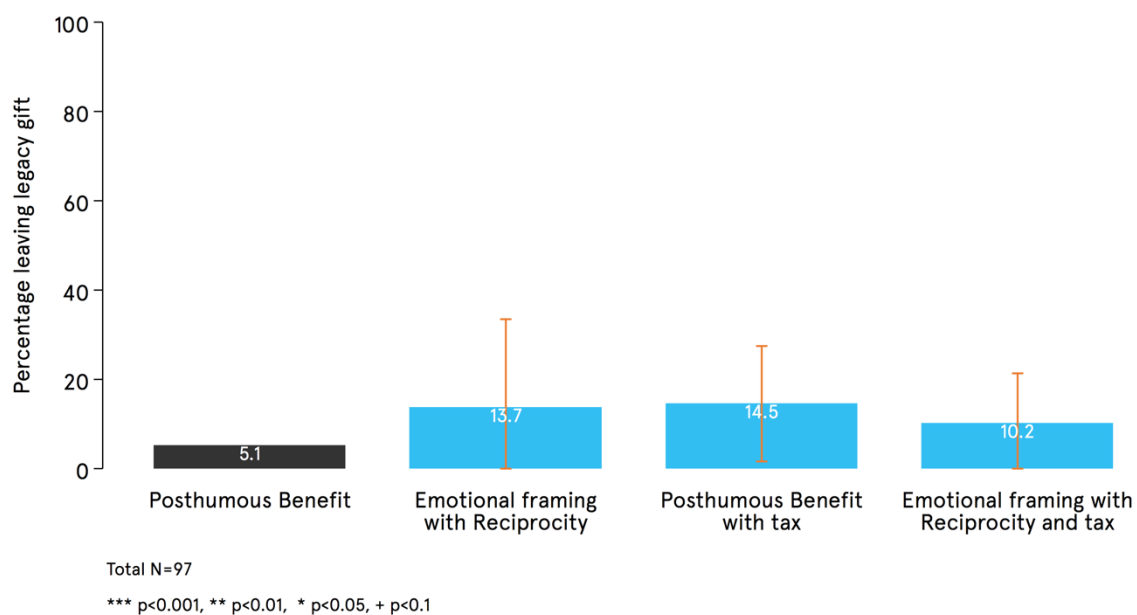 Percentage leaving legacy gift
100
80
60
40
20
0
5.1
13.7
14.5
10.2
Posthumous Benefit
Emotional framing
with Reciprocity
Posthumous Benefit
with tax
Emotional framing with
Reciprocity and tax
Total N=97
*** p<0.001, ** p<0.01,  * p<0.05, + p<0.1